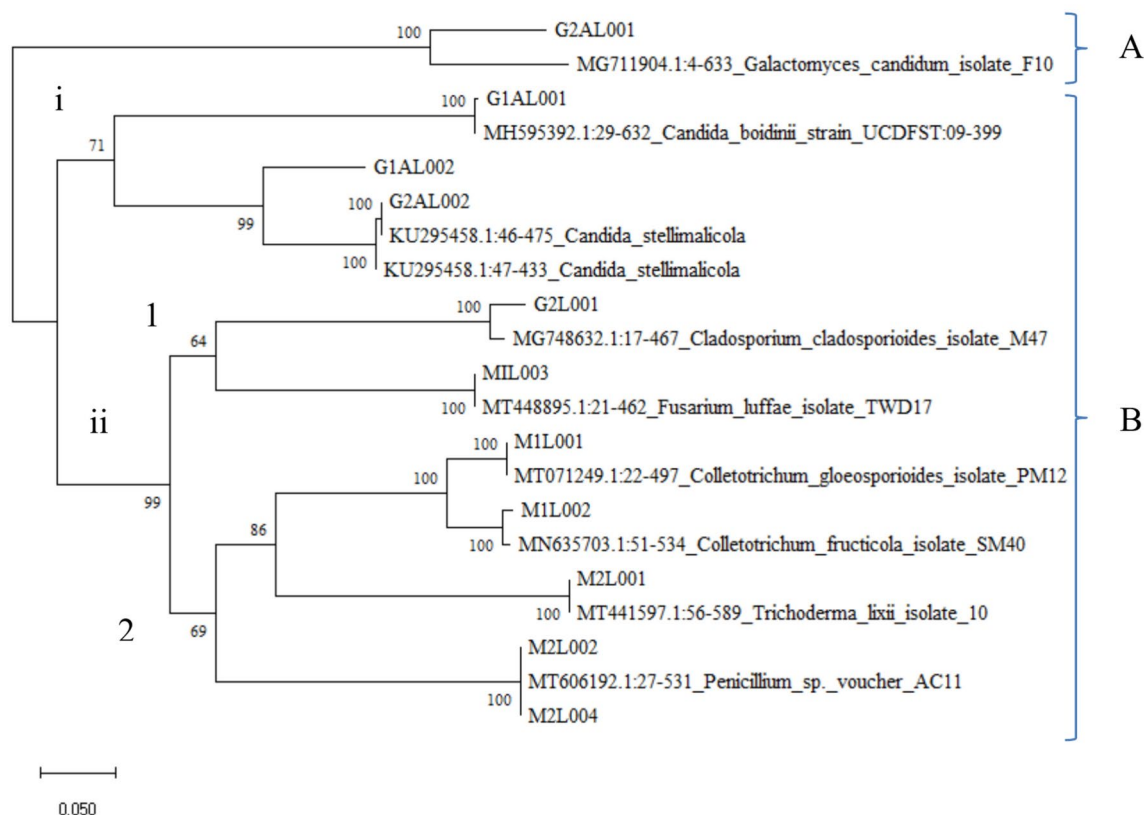 G2AL001
100
A
MG711904.1:4-633_Galactomyces_candidum_isolate_F10
i
G1AL001
100
MH595392.1:29-632_Candida_boidinii_strain_UCDFST:09-399
71
G1AL002
G2AL002
100
99
KU295458.1:46-475_Candida_stellimalicola
100
KU295458.1:47-433_Candida_stellimalicola
1
G2L001
100
MG748632.1:17-467_Cladosporium_cladosporioides_isolate_M47
64
MIL003
100
MT448895.1:21-462_Fusarium_luffae_isolate_TWD17
ii
B
M1L001
100
MT071249.1:22-497_Colletotrichum_gloeosporioides_isolate_PM12
100
99
M1L002
86
100
MN635703.1:51-534_Colletotrichum_fructicola_isolate_SM40
M2L001
100
MT441597.1:56-589_Trichoderma_lixii_isolate_10
2
69
M2L002
MT606192.1:27-531_Penicillium_sp._voucher_AC11
100
M2L004
0.050